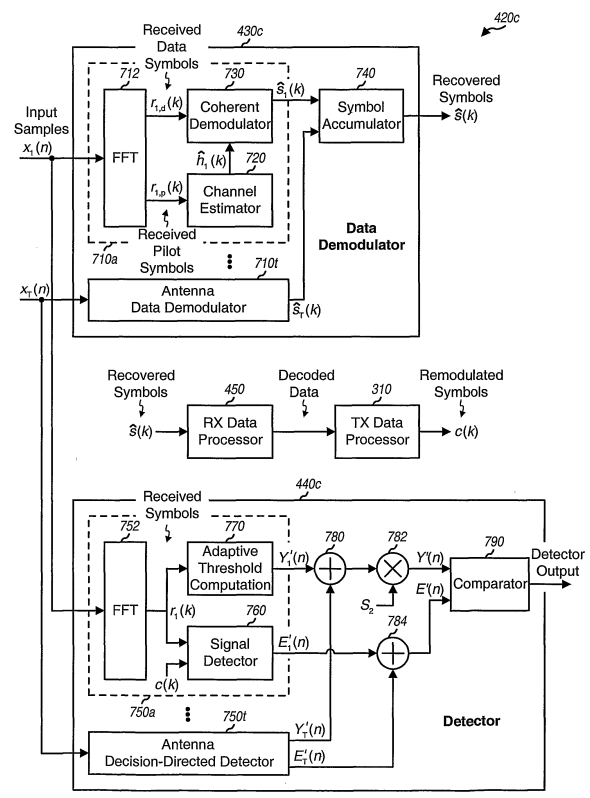 420c
430c
Received
Data
Symbols
712
730
740
Input
Samples
r1,d(k)
ŝ1(k)
Recovered
Symbols
x1(n)
FFT
Coherent
Demodulator
Symbol
Accumulator
ŝ(k)
ĥ1(k)
720
r1,p(k)
Channel
Estimator
Data
Demodulator
Received
Pilot
Symbols
710a
710t
xT(n)
Antenna
Data Demodulator
ŝT(k)
Recovered
Symbols
450
Decoded
Data
310
Remodulated
Symbols
ŝ(k)
RX Data
Processor
TX Data
Processor
c(k)
440c
Received
Symbols
752
770
780
782
790
Adaptive
Threshold
Computation
Y1'(n)
Y'(n)
Detector
Output
FFT
r1(k)
760
S2
E'(n)
Comparator
Signal
Detector
E1'(n)
784
c(k)
750a
750t
YT'(n)
Detector
Antenna
Decision-Directed Detector
ET'(n)